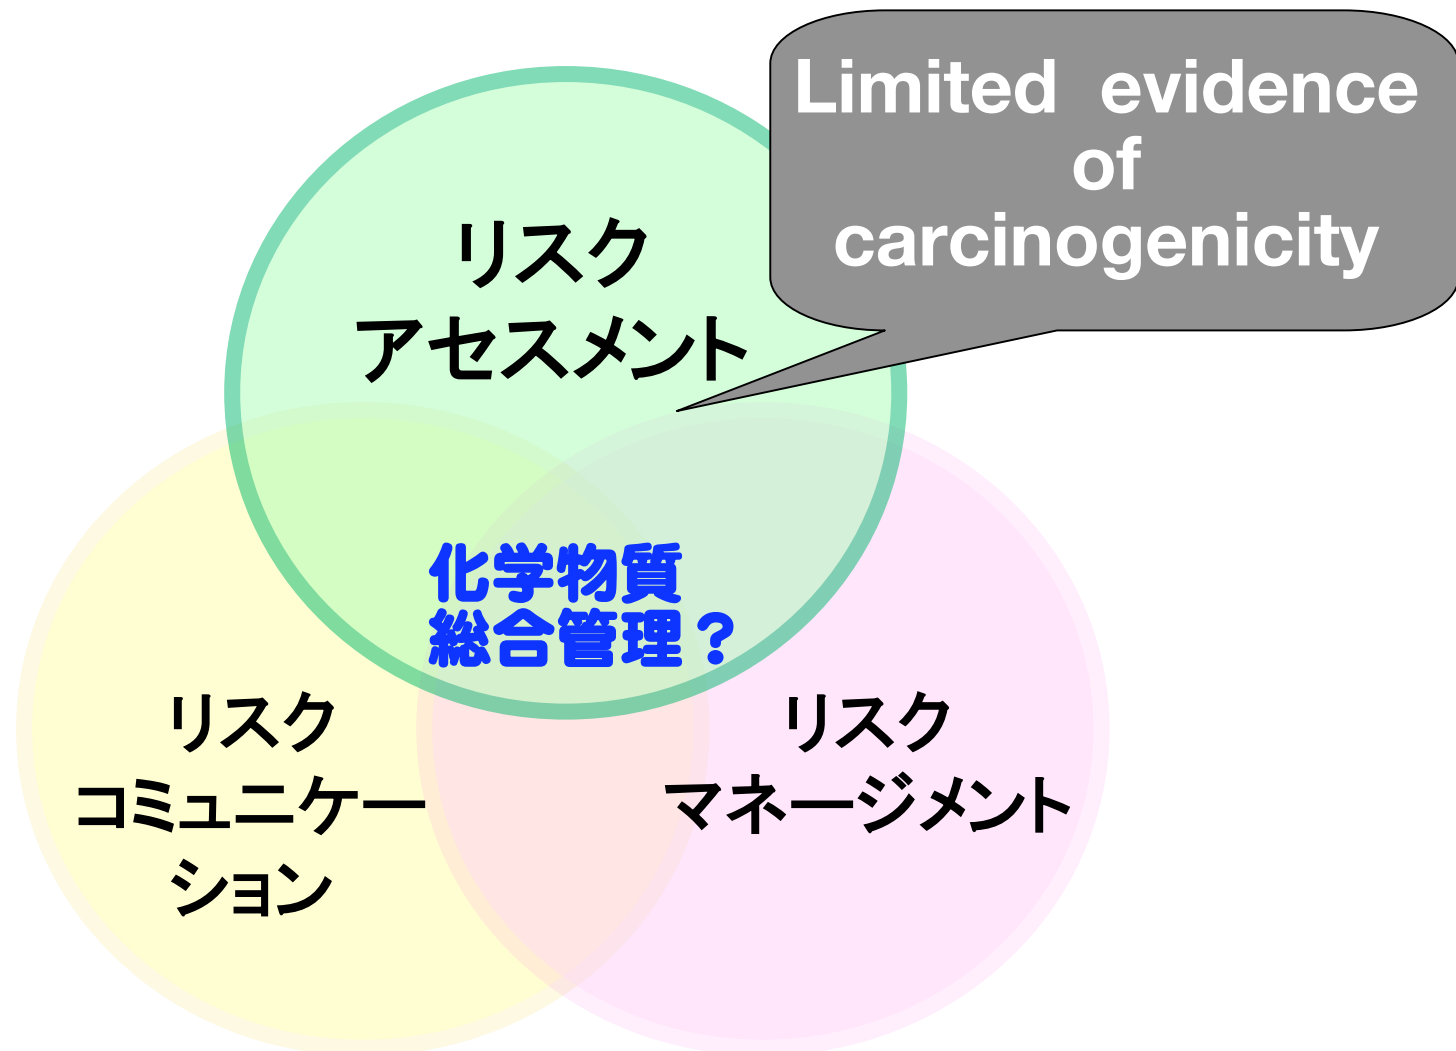 Limited evidence
of
carcinogenicity
リスク
アセスメント
化学物質
総合管理？
リスク
コミュニケー
ション
リスク
マネージメント